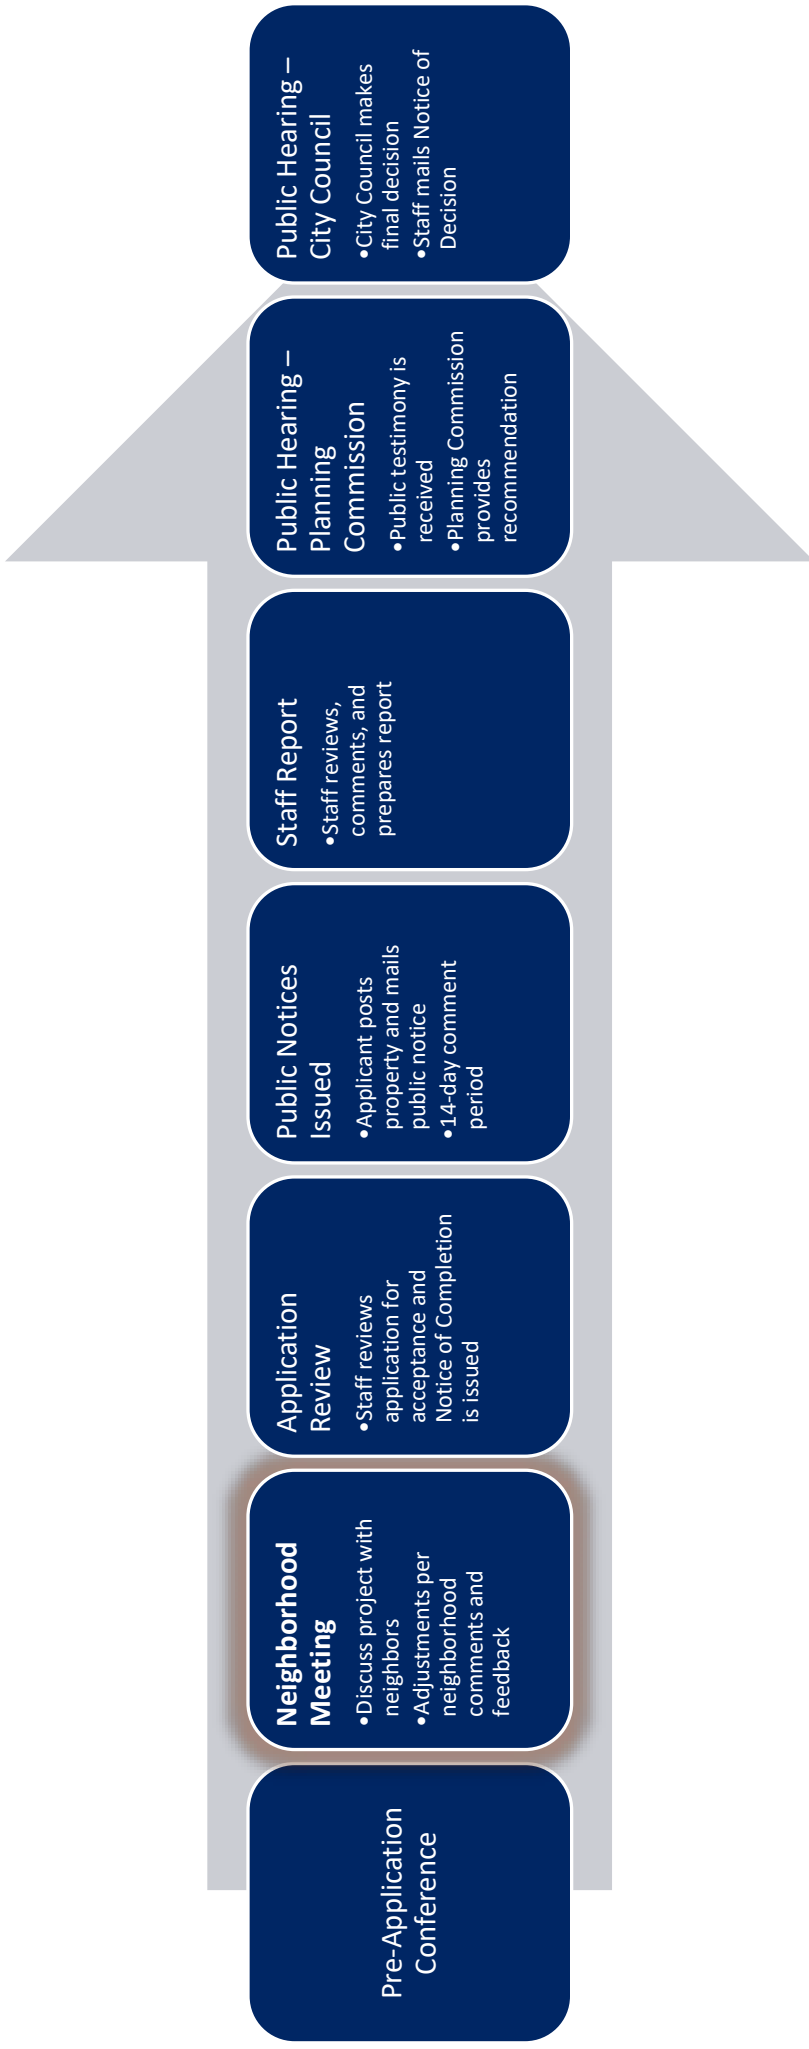 Pre-Application
Conference
Neighborhood
Meeting
•Discuss project with
neighbors
•Adjustments per
neighborhood
comments and
feedback
Application
Review
•Staff reviews
application for
acceptance and
Notice of Completion
is issued
Public Notices
Issued
•Applicant posts
property and mails
public notice
•14-day comment
period
Staff Report
•Staff reviews,
comments, and
prepares report
Public Hearing –
Planning
Commission
•Public testimony is
received
•Planning Commission
provides
recommendation
Public Hearing –
City Council
•City Council makes
final decision
•Staff mails Notice of
Decision